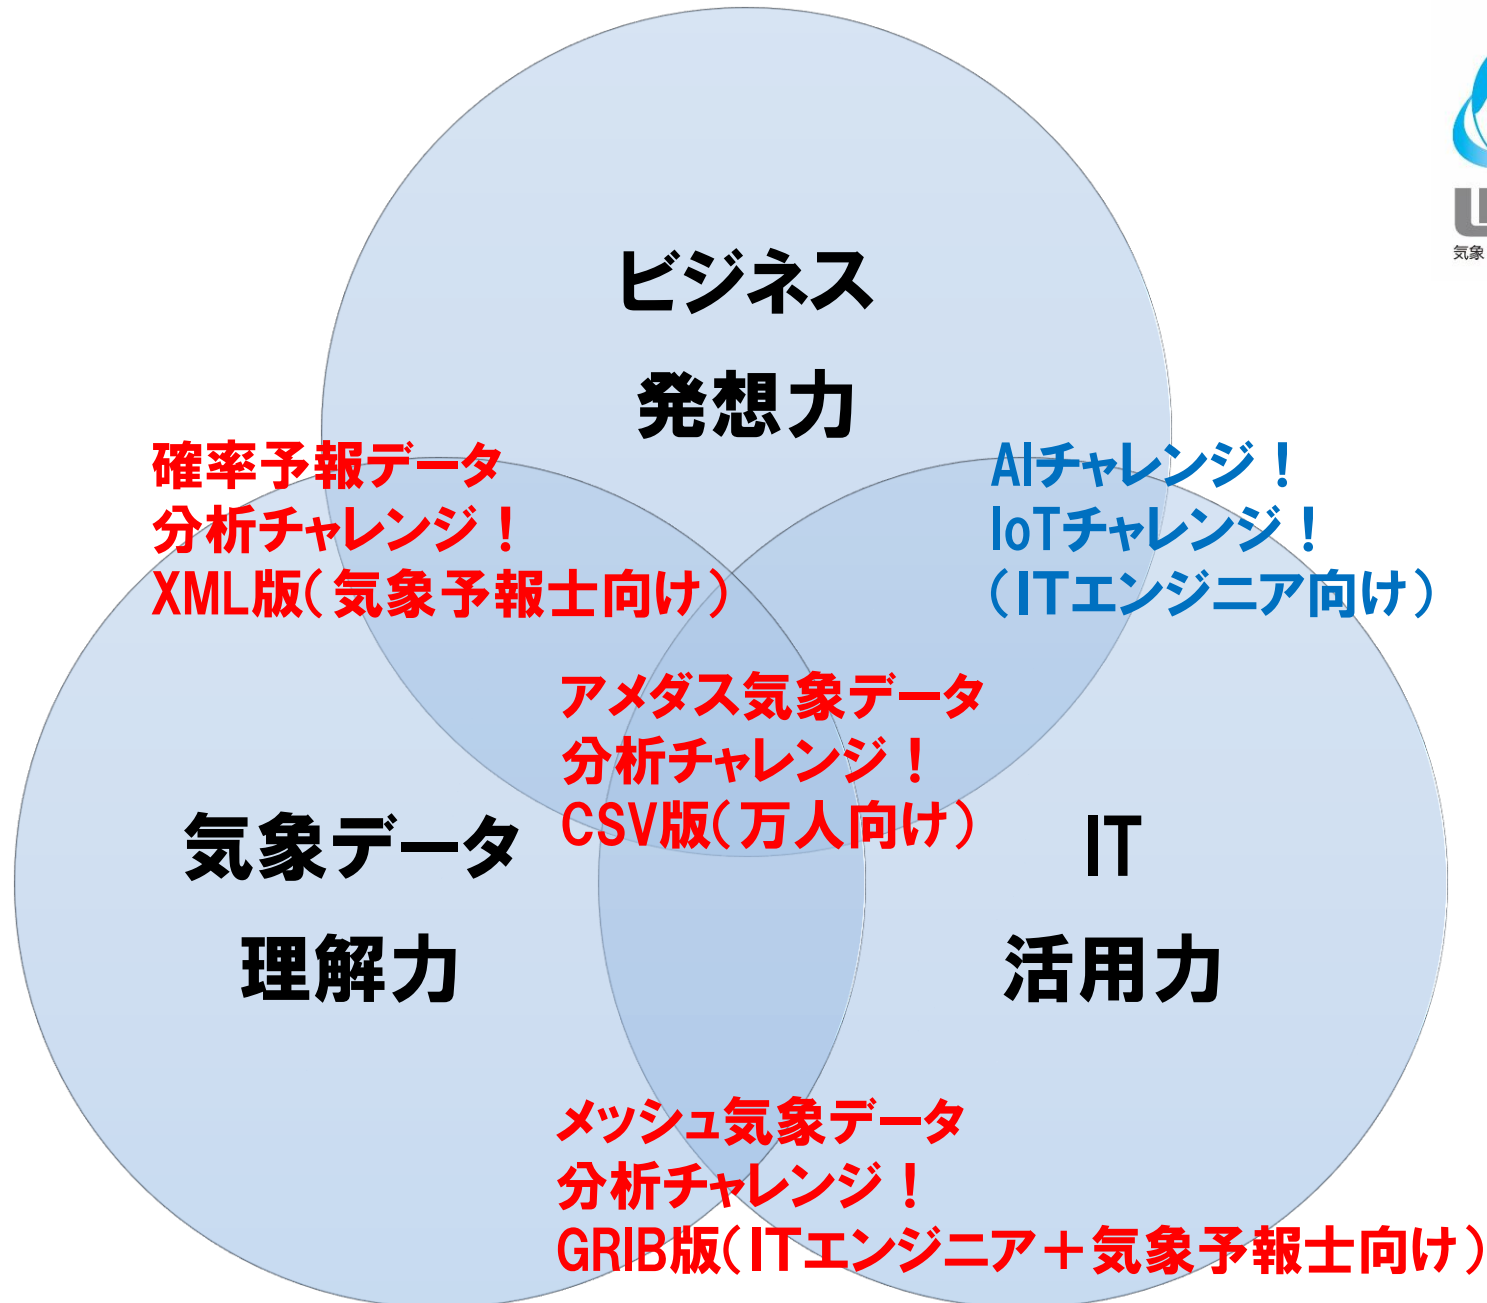 ビジネス
発想力
気象
確率予報データ
分析チャレンジ！
XML版（気象予報士向け）
AIチャレンジ！
IoTチャレンジ！
（ITエンジニア向け）
アメダス気象データ
分析チャレンジ！
CSV版（万人向け）
気象データ
理解力
IT
活用力
メッシュ気象データ
分析チャレンジ！
GRIB版（ITエンジニア＋気象予報士向け）